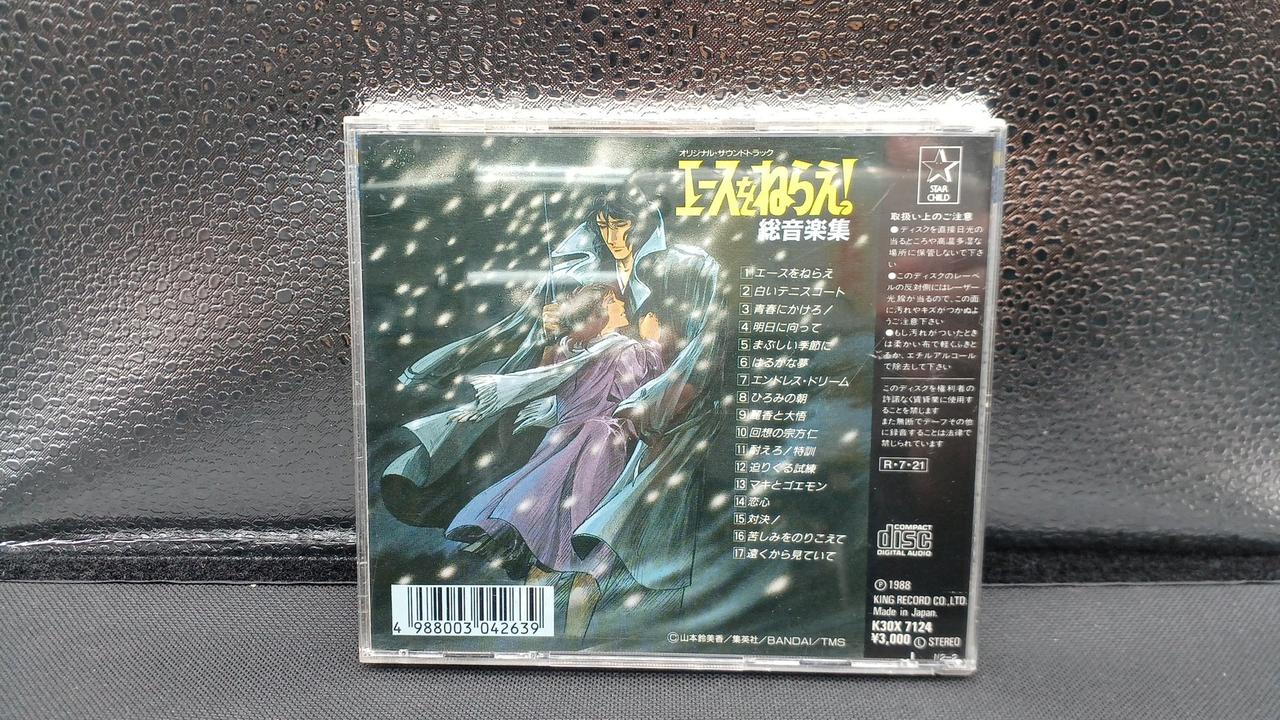 オリジナル・サウンドトラック
エースをねらえ!
総音楽集
1 エースをねらえ
2 白いテニスコート
3 青春にかけろ!
4 明日に向って
5 まぶしい季節に
6 はるかな夢
7 エンドレス・ドリーム
8 ひろみの朝
9 麗香と大悟
10 回想の宗方仁
11 耐えろ!特訓
12 迫りくる試練
13 マキとゴエモン
14 恋心
15 対決!
16 苦しみをのりこえて
17 遠くから見ていて
4 988003 042639
©山本鈴美香/集英社/BANDAI/TMS
STAR
CHILD
取扱い上のご注意
●ディスクを直接日光の
当るところや高温多湿な
場所に保管しないで下さ
い
●このディスクのレーベ
ルの反対側にはレーザー
光線が当るので、この面
に汚れやキズがつかぬよ
うご注意下さい
●もし汚れがついたとき
は柔かい布で軽くふきと
るか、エチルアルコール
で除去して下さい
このディスクを権利者の
許諾なく賃貸業に使用す
ることを禁じます
また無断でテープその他
に録音することは法律で
禁じられています
R・7・21
COMPACT
disc
DIGITAL AUDIO
Ⓟ1988
KING RECORD CO.,LTD.
Made in Japan.
K30X 7124
¥3,000 Ⓛ STEREO